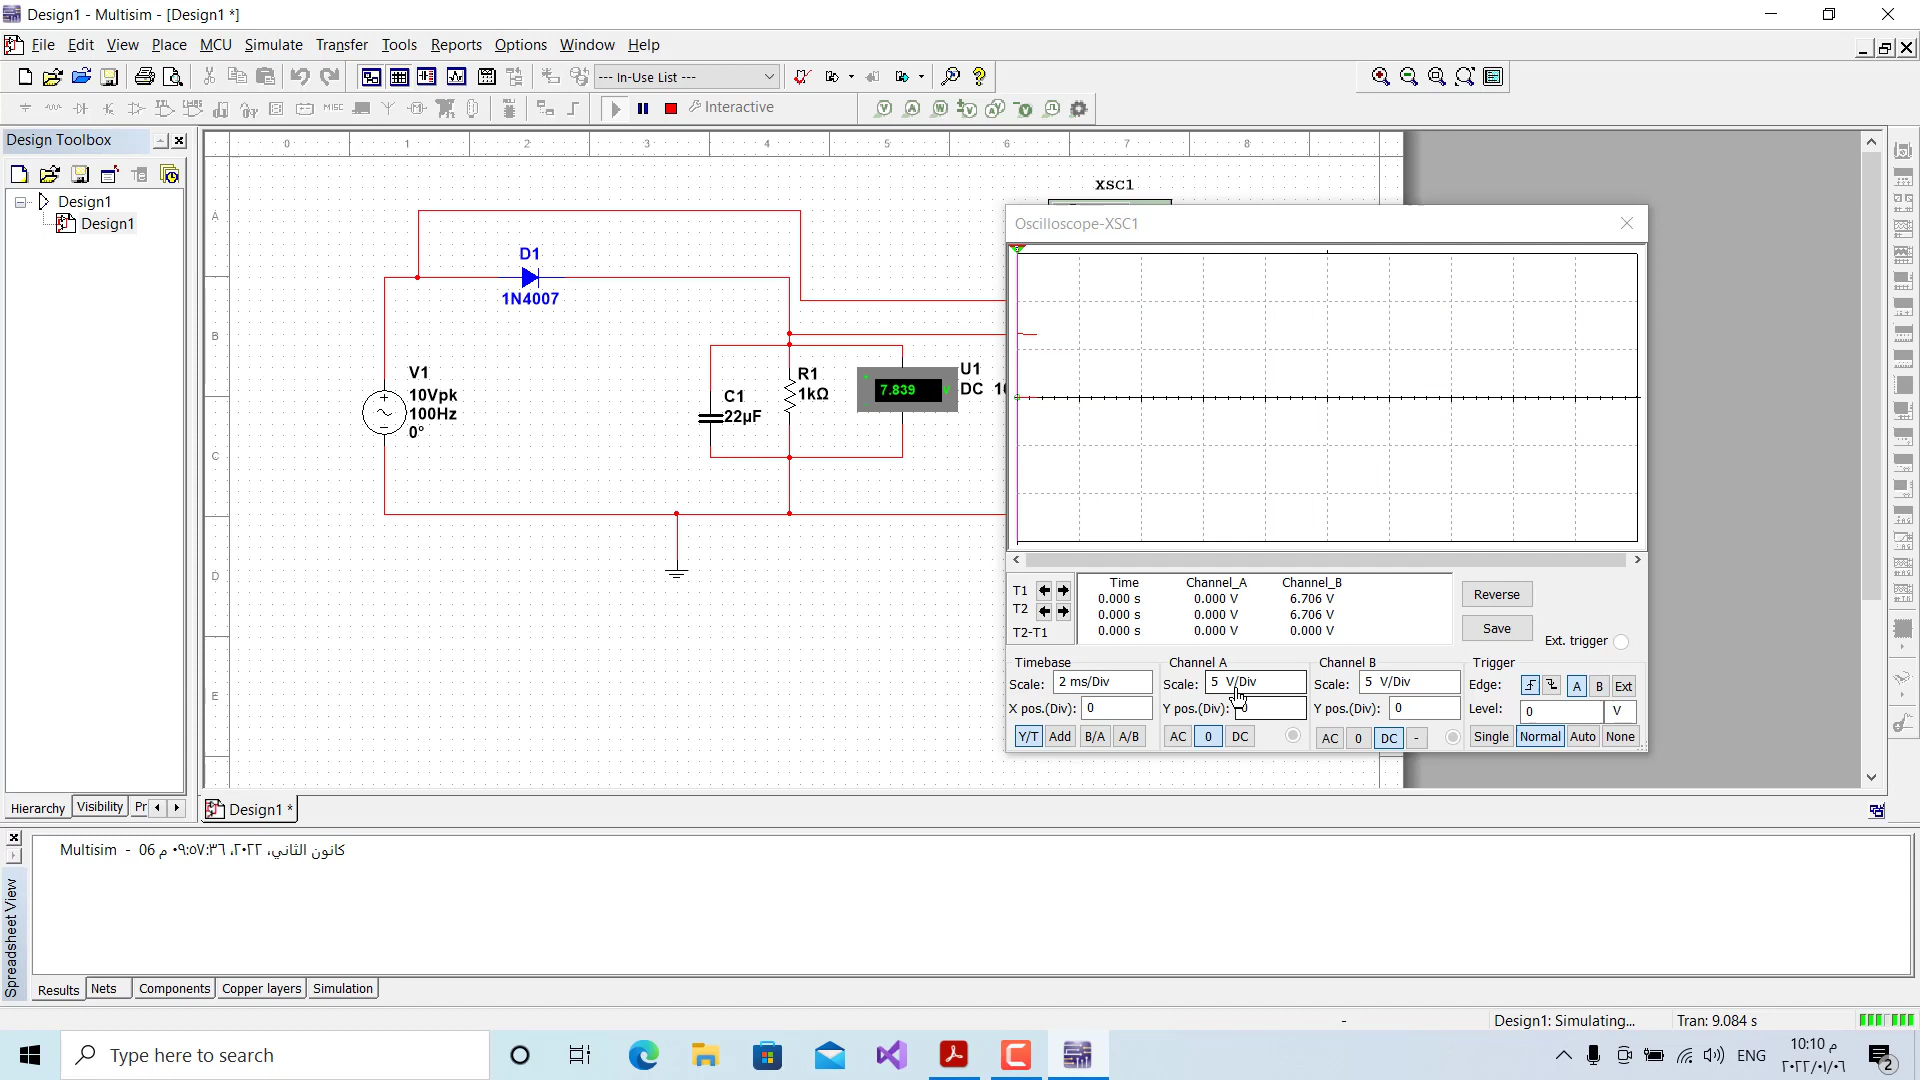 Design1 - Multisim - [Design1 *]
File Edit View Place MCU Simulate Transfer Tools Reports Options Window Help
--- In-Use List ---
MISC Interactive
Design Toolbox
Design1
Design1
0 1 2 3 4 5 6 7 8
A
B
C
D
E
XSC1
D1
1N4007
V1
10Vpk
100Hz
0°
C1
22µF
R1
1kΩ
7.839 V
U1
DC
Oscilloscope-XSC1
Time Channel_A Channel_B
T1 0.000 s 0.000 V 6.706 V
T2 0.000 s 0.000 V 6.706 V
T2-T1 0.000 s 0.000 V 0.000 V
Reverse
Save
Ext. trigger
Timebase Channel A Channel B Trigger
Scale: 2 ms/Div Scale: 5 V/Div Scale: 5 V/Div Edge: A B Ext
X pos.(Div): 0 Y pos.(Div): 0 Y pos.(Div): 0 Level: 0 V
Y/T Add B/A A/B AC 0 DC AC 0 DC - Single Normal Auto None
Hierarchy Visibility Pr
Design1 *
Multisim - 06 كانون الثاني، ٢٠٢٢، ٠٩:٥٧:٣٦ م
Spreadsheet View
Results Nets Components Copper layers Simulation
- Design1: Simulating... Tran: 9.084 s
Type here to search
ENG
10:10 م
٢٠٢٢/٠١/٠٦
2